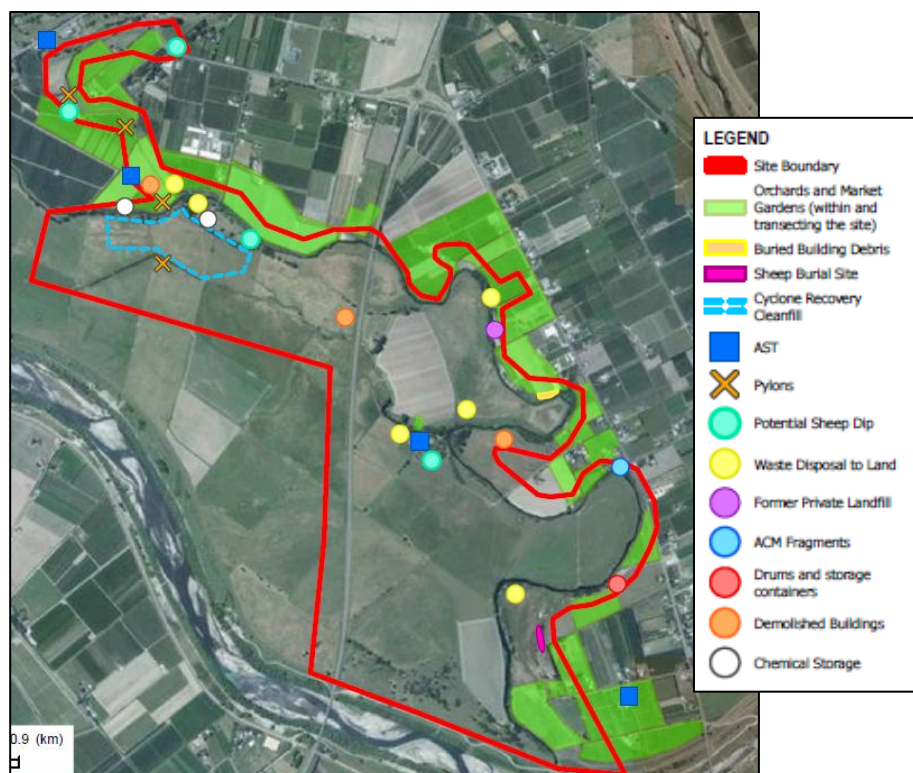 LEGEND
Site Boundary
Orchards and Market
Gardens (within and
transecting the site)
Buried Building Debris
Sheep Burial Site
Cyclone Recovery
Cleanfill
AST
Pylons
Potential Sheep Dip
Waste Disposal to Land
Former Private Landfill
ACM Fragments
Drums and storage
containers
Demolished Buildings
Chemical Storage
0.9 (km)